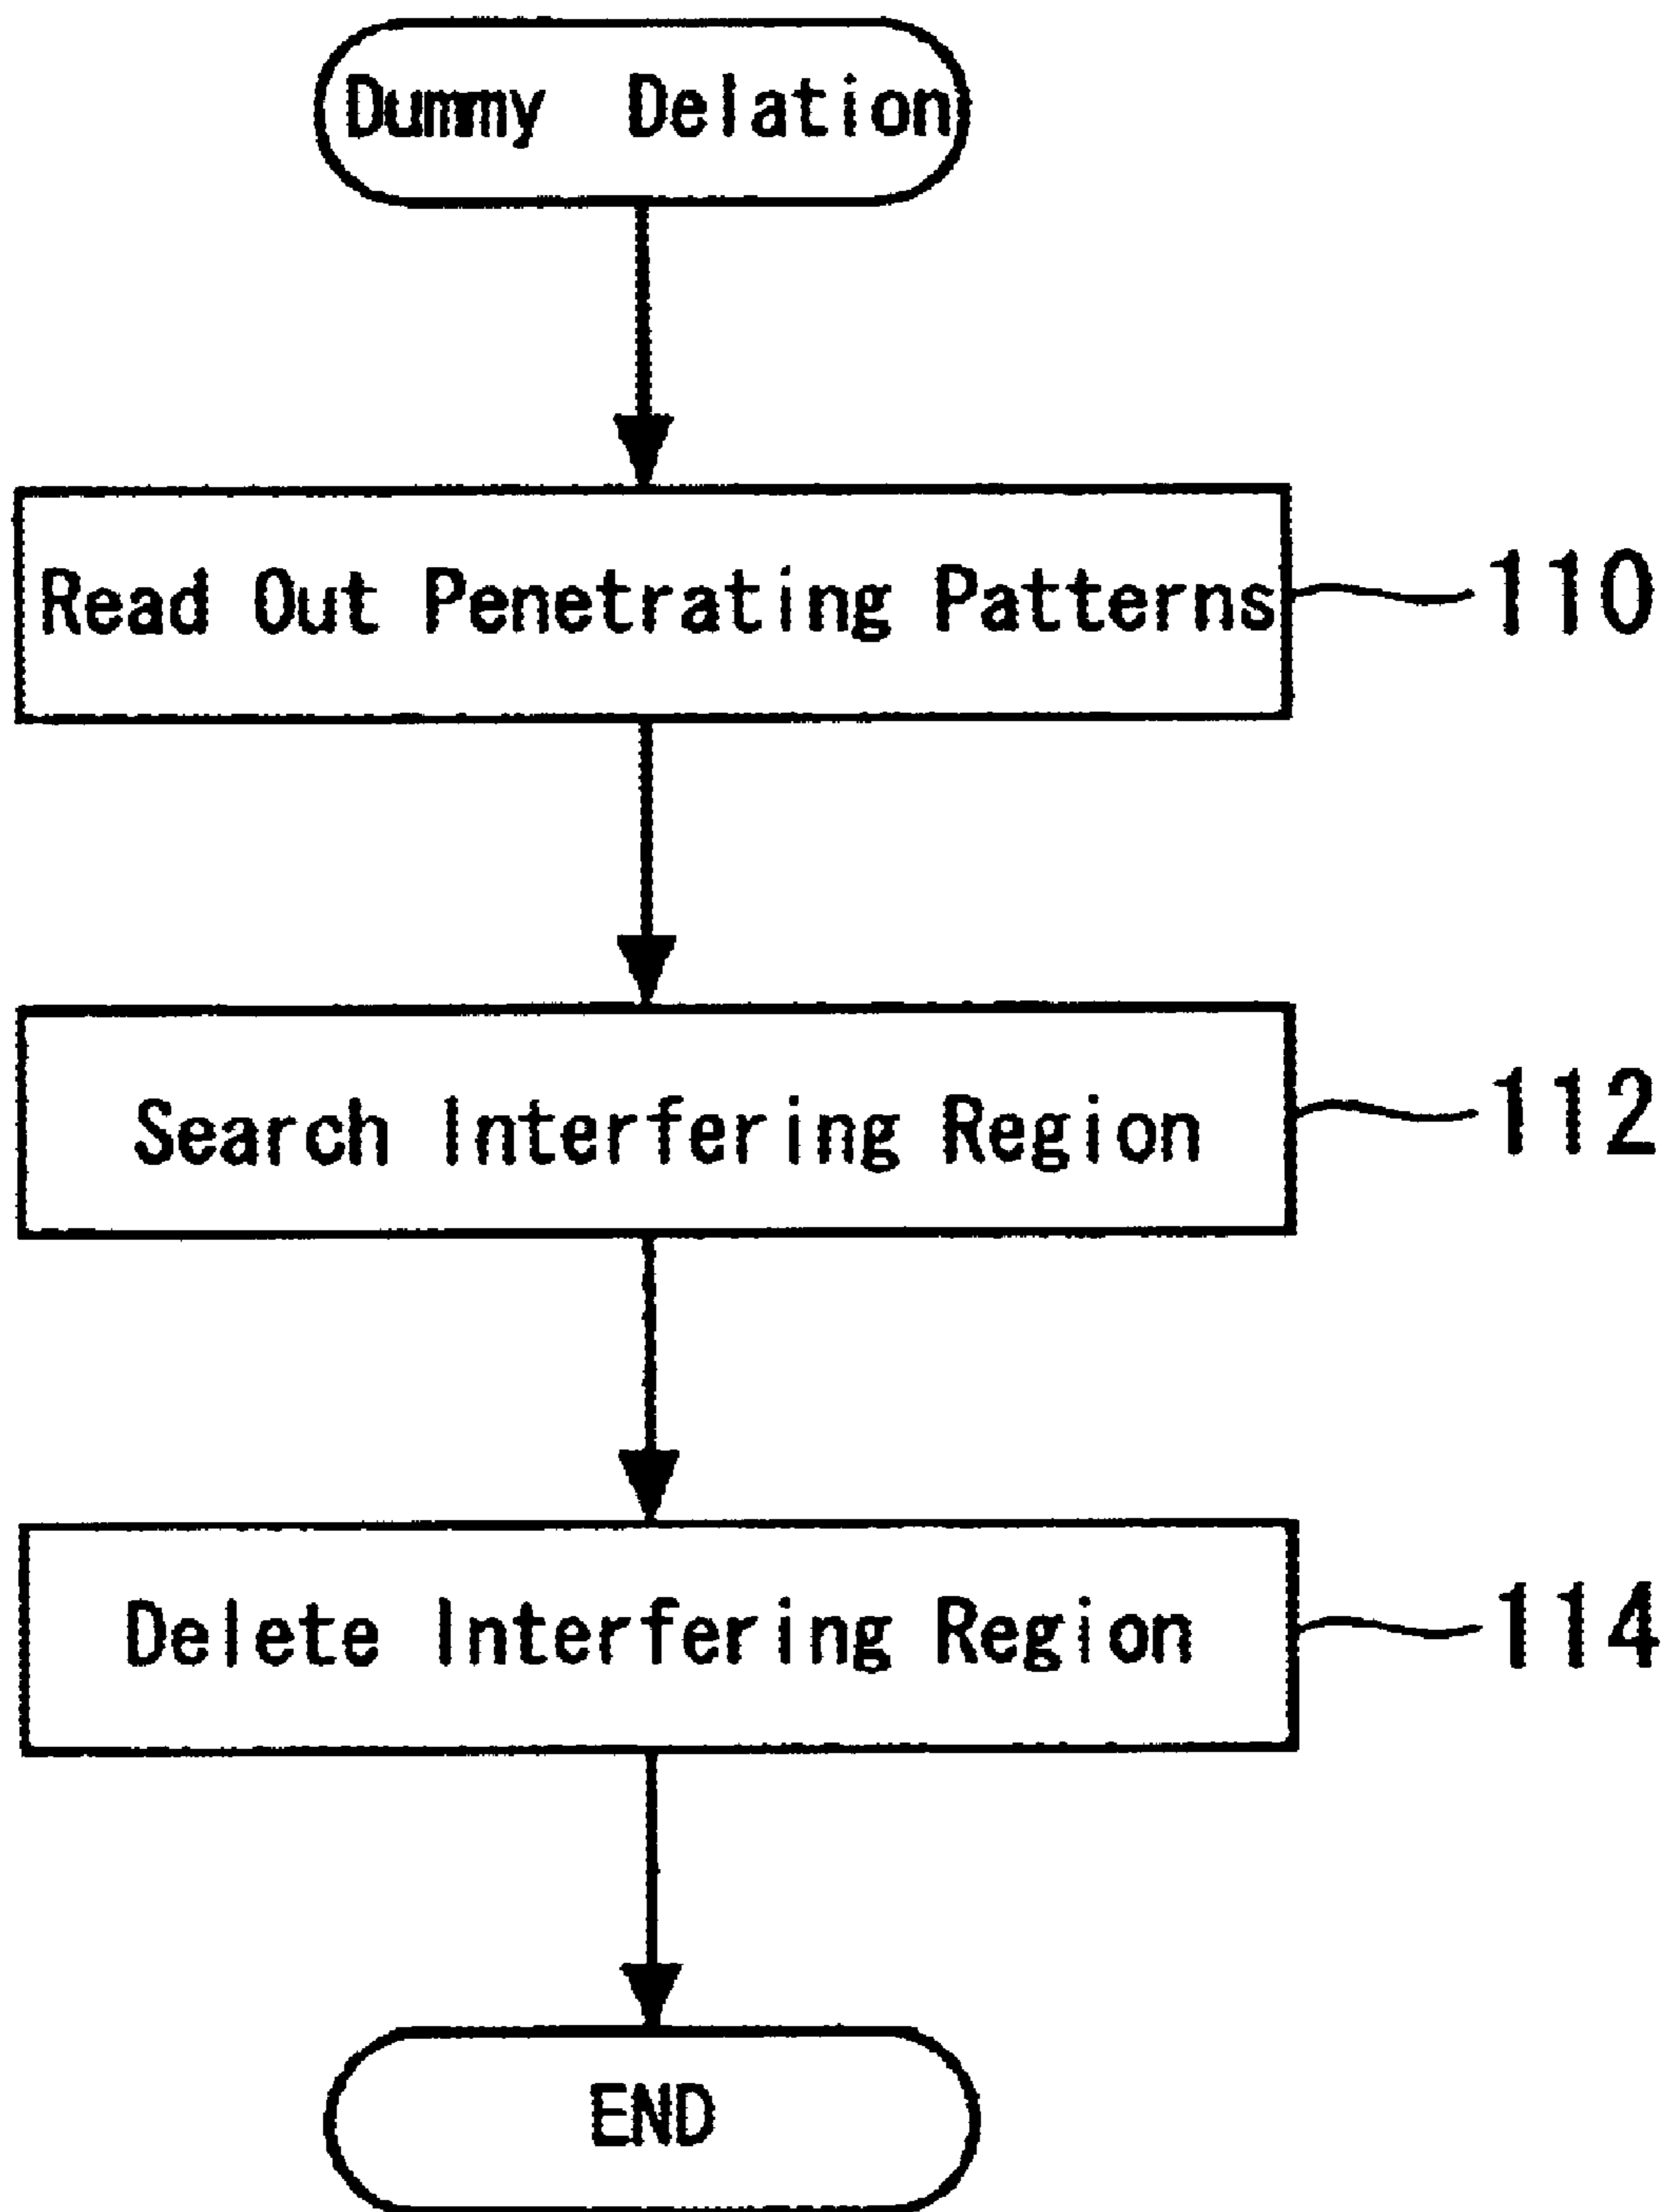 Dummy Delation
Read Out Penetrating Patterns
110
Search Interfering Region
112
Delete Interfering Region
114
END